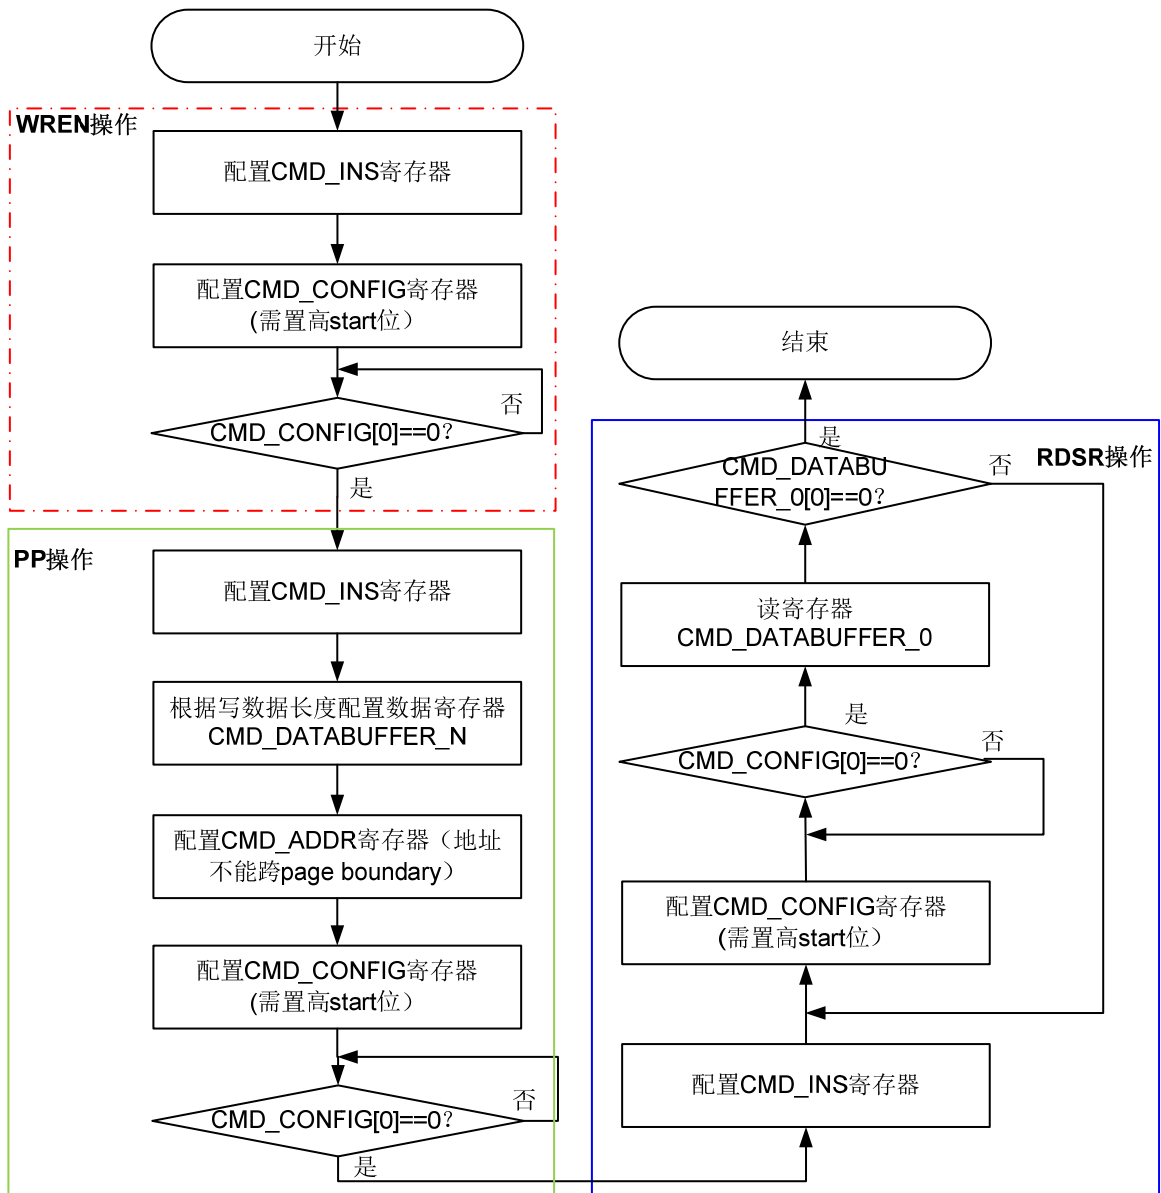 开始
WREN操作
配置CMD_INS寄存器
配置CMD_CONFIG寄存器
(需置高start位）
否
CMD_CONFIG[0]==0?
是
PP操作
配置CMD_INS寄存器
根据写数据长度配置数据寄存器
CMD_DATABUFFER_N
配置CMD_ADDR寄存器（地址
不能跨page boundary）
配置CMD_CONFIG寄存器
(需置高start位）
否
CMD_CONFIG[0]==0?
是
结束
是
RDSR操作
否
CMD_DATABU
FFER_0[0]==0?
读寄存器
CMD_DATABUFFER_0
是
否
CMD_CONFIG[0]==0?
配置CMD_CONFIG寄存器
(需置高start位）
配置CMD_INS寄存器